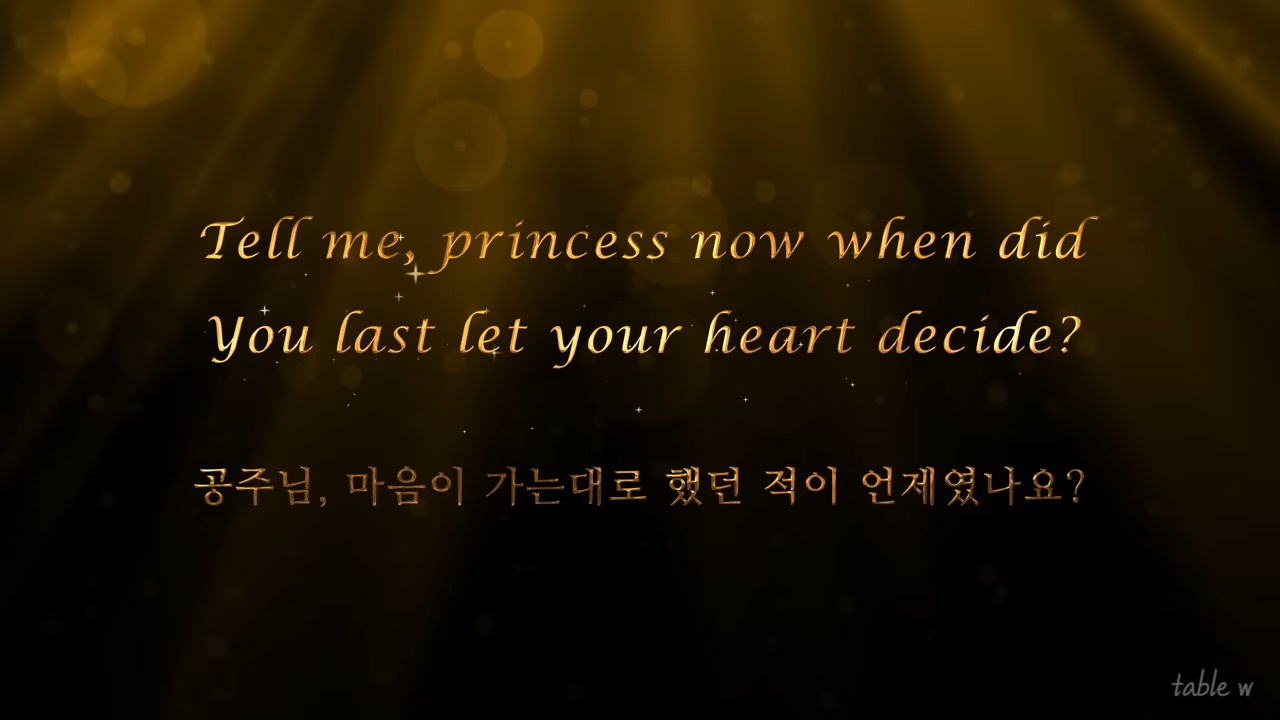 Tell me, princess now when did
You last let your heart decide?
공주님, 마음이 가는대로 했던 적이 언제였나요?
table w